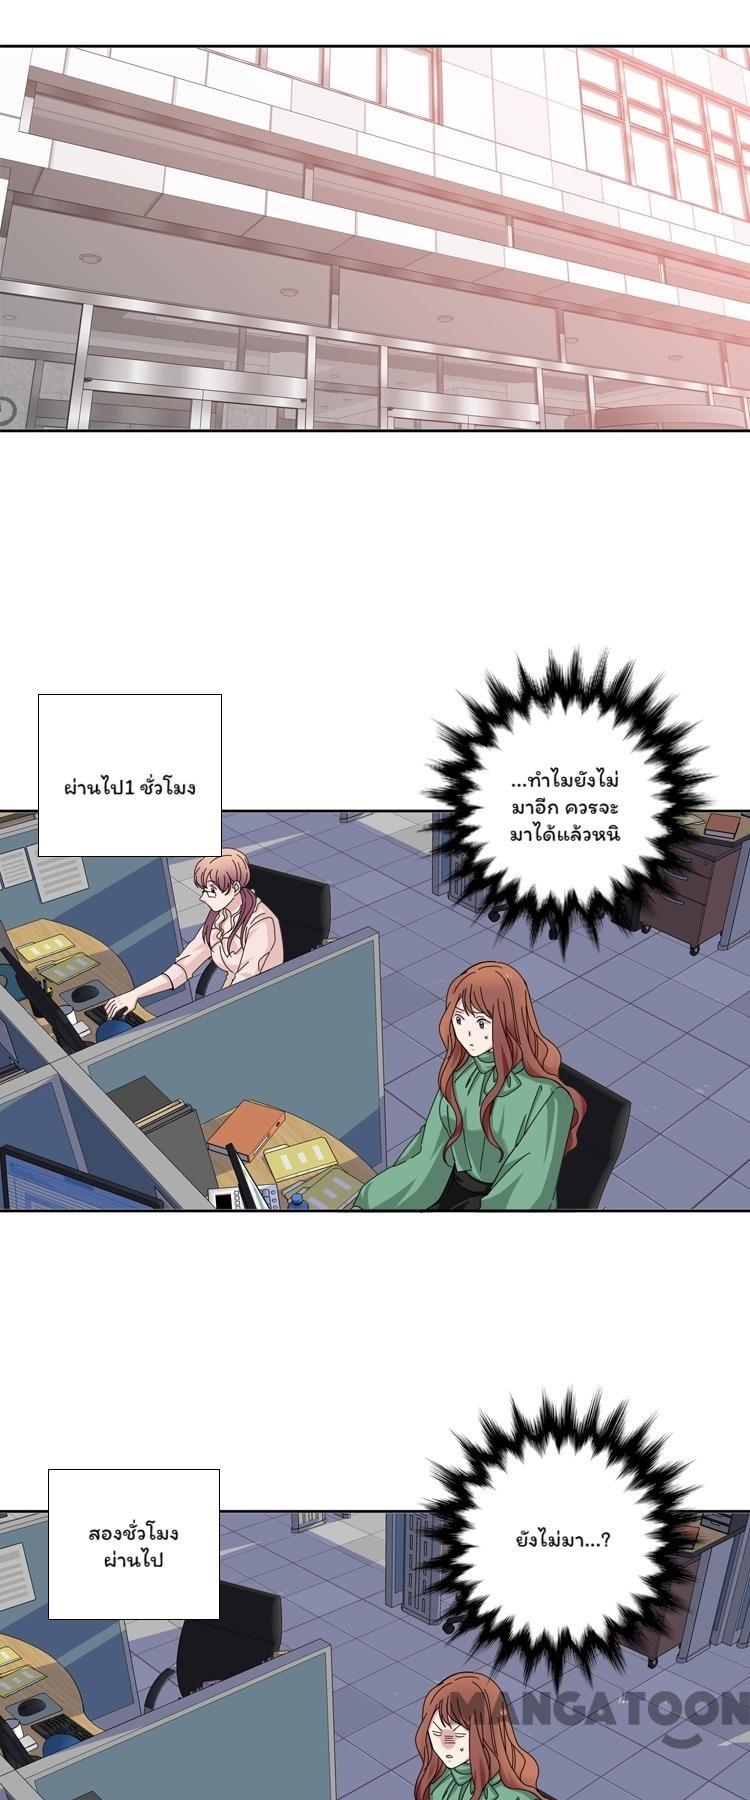 ผ่านไป1 ชั่วโมง
...ทำไมยังไม่
มาอีก ควรจะ
มาได้แล้วหนิ
สองชั่วโมง
ผ่านไป
ยังไม่มา...?
MANGATOON